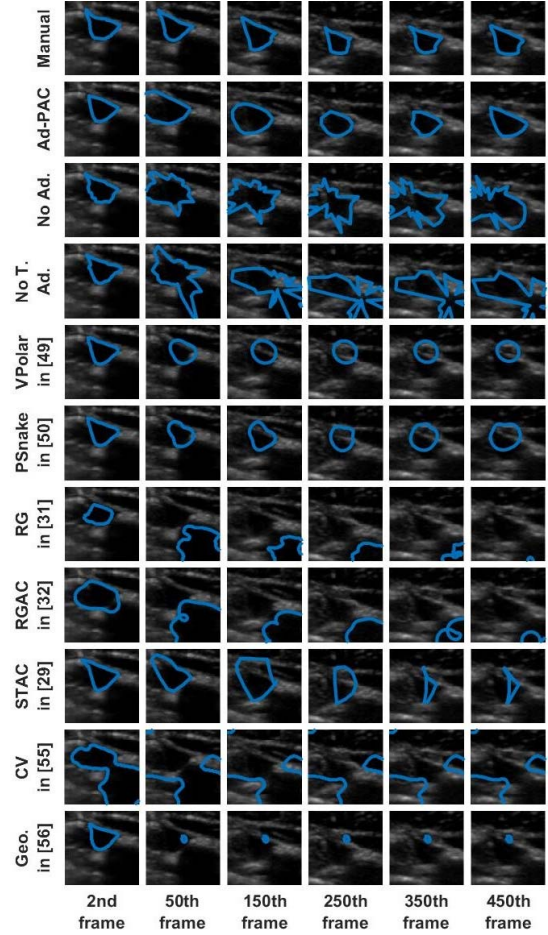 Manual
Ad-PAC
No Ad.
No T.
Ad.
VPolar
in [49]
PSnake
in [50]
RG
in [31]
RGAC
in [32]
STAC
in [29]
CV
in [55]
Geo.
in [56]
2nd
frame
50th
frame
150th
frame
250th
frame
350th
frame
450th
frame